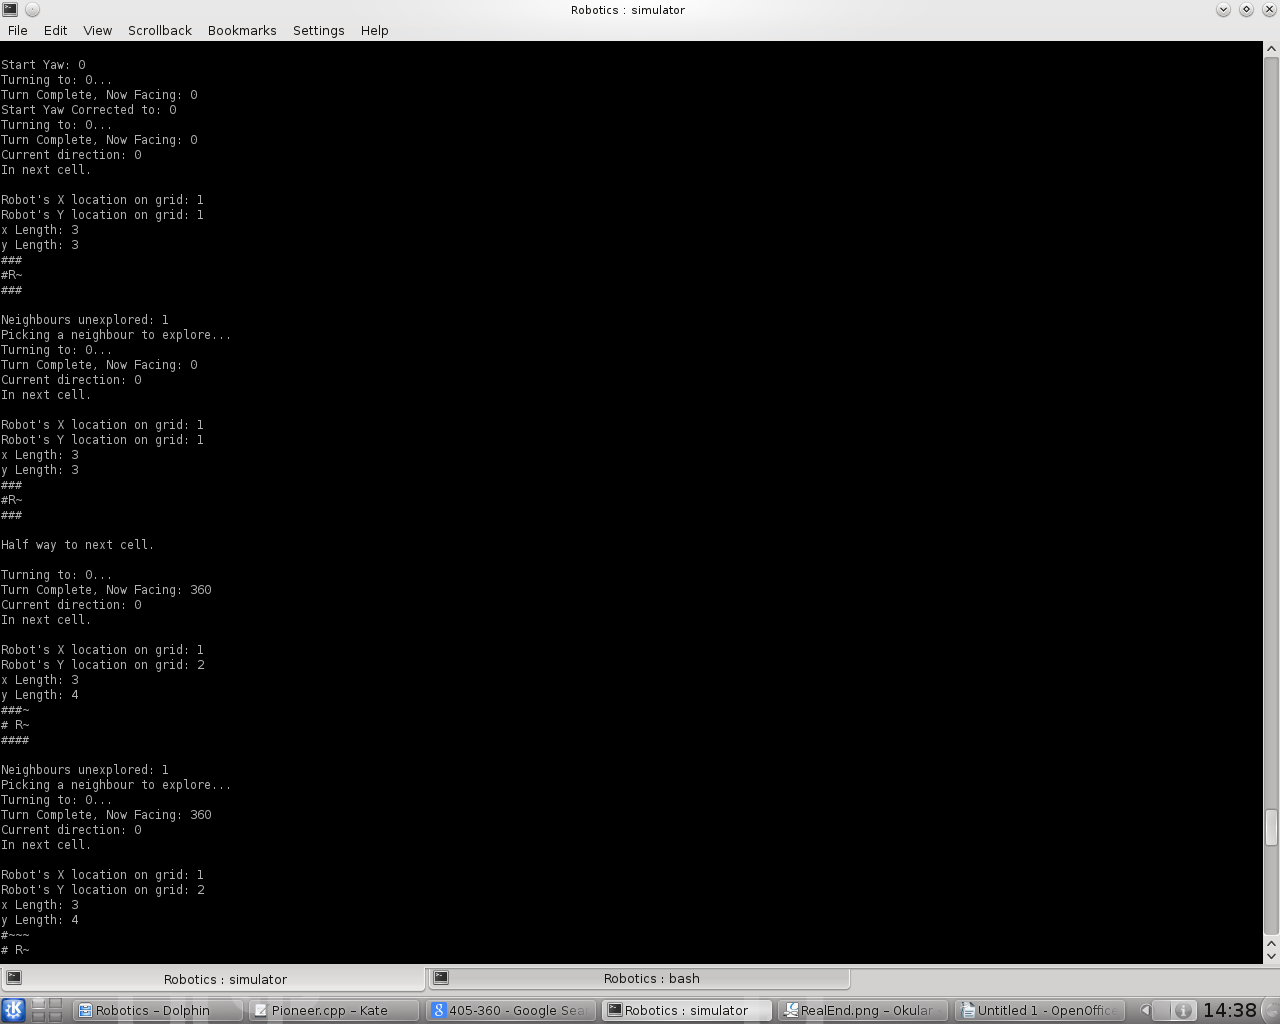 Robotics : simulator
File Edit View Scrollback Bookmarks Settings Help
Start Yaw: 0
Turning to: 0...
Turn Complete, Now Facing: 0
Start Yaw Corrected to: 0
Turning to: 0...
Turn Complete, Now Facing: 0
Current direction: 0
In next cell.
Robot's X location on grid: 1
Robot's Y location on grid: 1
x Length: 3
y Length: 3
###
#R~
###
Neighbours unexplored: 1
Picking a neighbour to explore...
Turning to: 0...
Turn Complete, Now Facing: 0
Current direction: 0
In next cell.
Robot's X location on grid: 1
Robot's Y location on grid: 1
x Length: 3
y Length: 3
###
#R~
###
Half way to next cell.
Turning to: 0...
Turn Complete, Now Facing: 360
Current direction: 0
In next cell.
Robot's X location on grid: 1
Robot's Y location on grid: 2
x Length: 3
y Length: 4
###~
# R~
####
Neighbours unexplored: 1
Picking a neighbour to explore...
Turning to: 0...
Turn Complete, Now Facing: 360
Current direction: 0
In next cell.
Robot's X location on grid: 1
Robot's Y location on grid: 2
x Length: 3
y Length: 4
#~~~
# R~
Robotics : simulator Robotics : bash
Robotics – Dolphin Pioneer.cpp – Kate 405-360 - Google Sea Robotics : simulator RealEnd.png – Okular Untitled 1 - OpenOffice 14:38